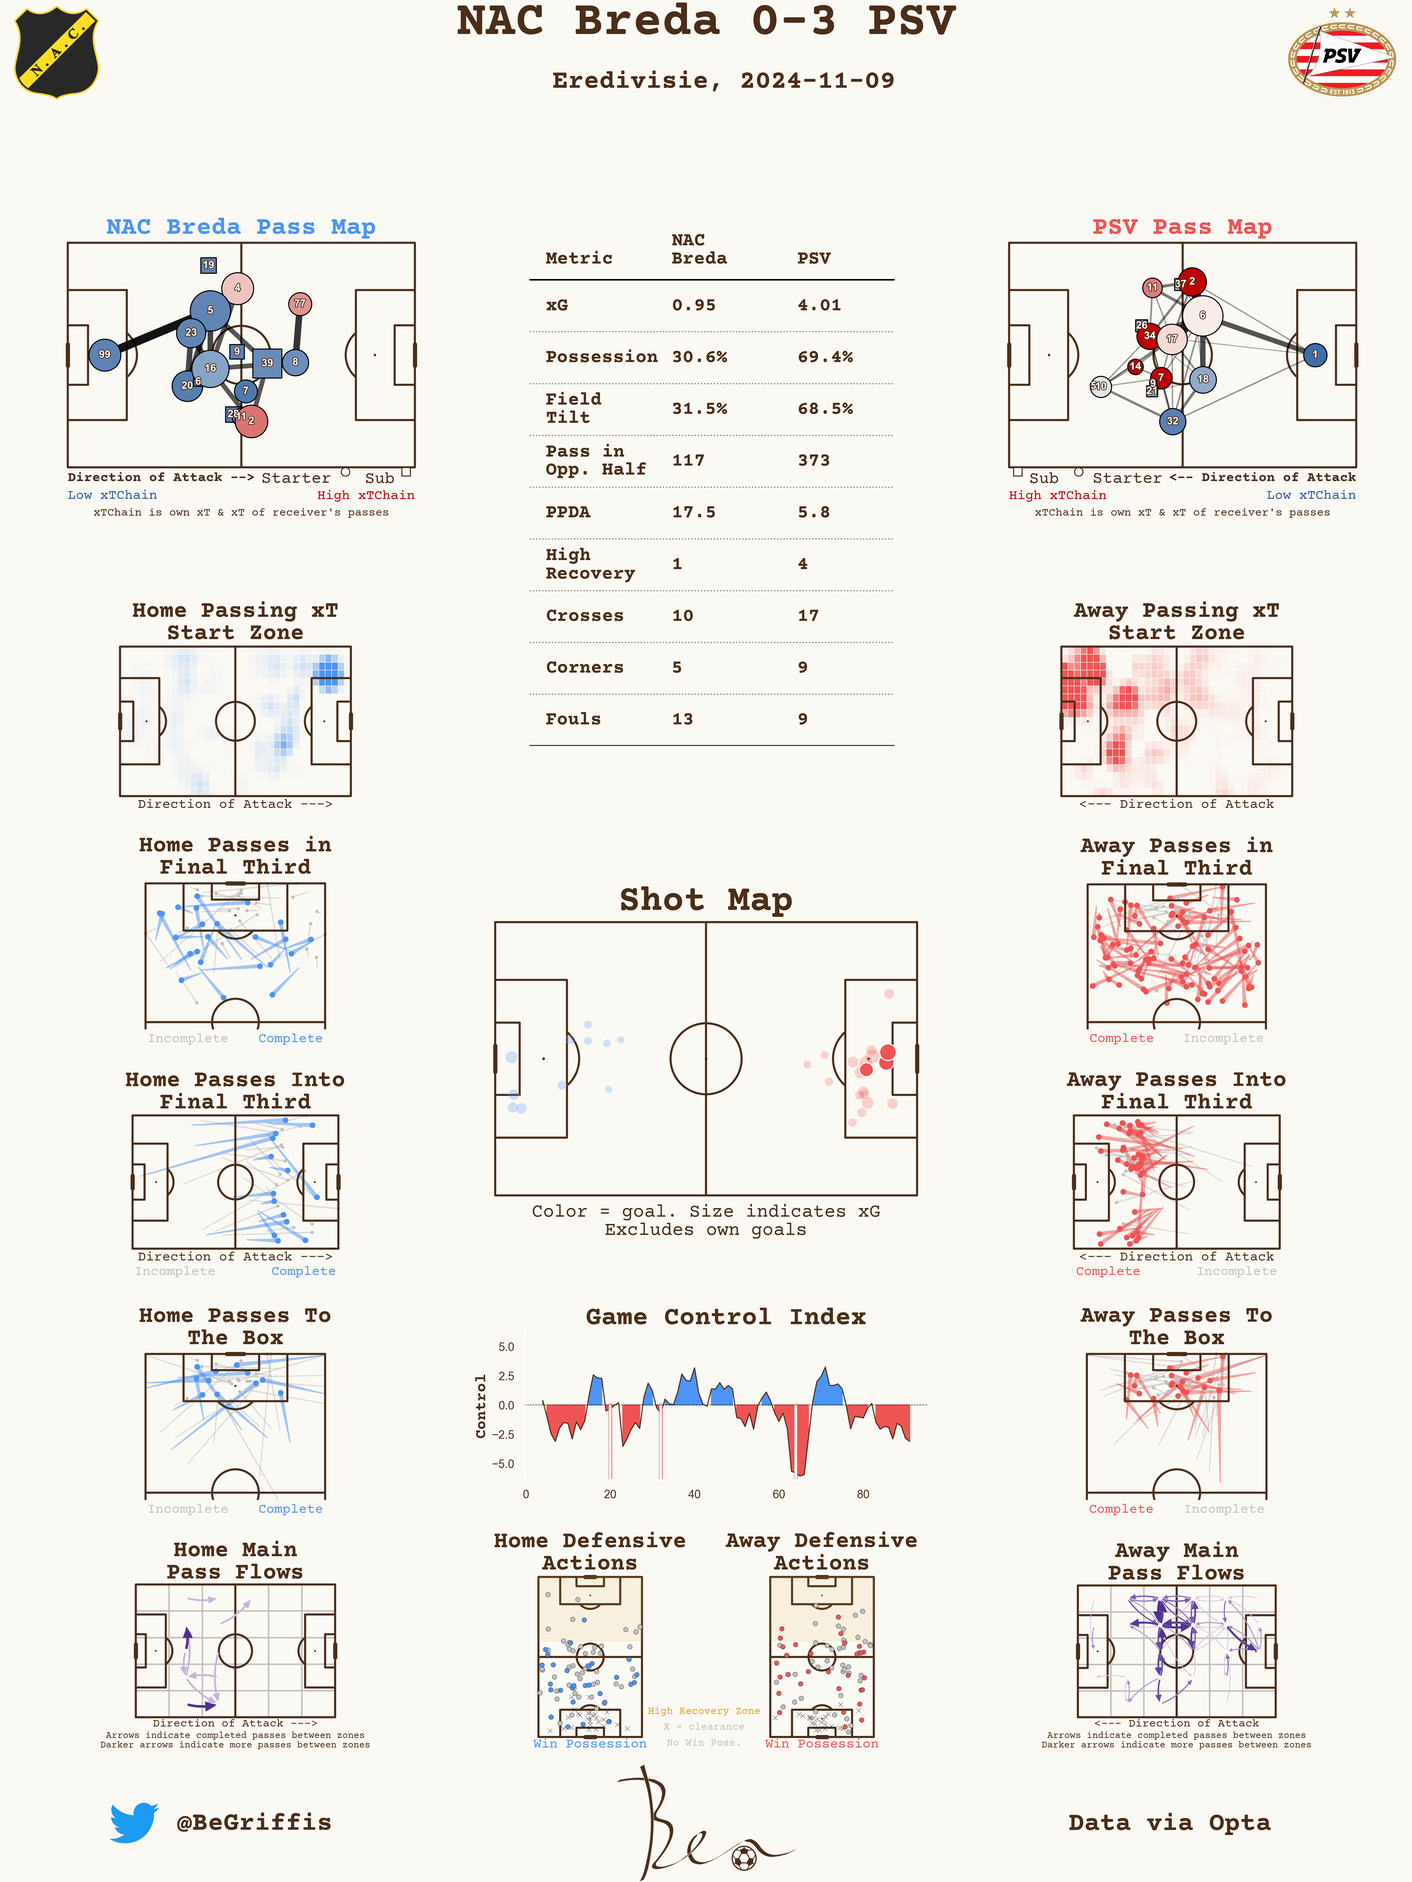 NAC Breda 0-3 PSV
Eredivisie, 2024-11-09
N.A.C.
PSV
EST 1913
NAC Breda Pass Map
19
4
5
77
23
99
9
39
8
16
20
6
7
28
11
2
Direction of Attack --> Starter Sub
Low xTChain High xTChain
xTChain is own xT & xT of receiver's passes
Metric NAC Breda PSV
xG 0.95 4.01
Possession 30.6% 69.4%
Field Tilt 31.5% 68.5%
Pass in Opp. Half 117 373
PPDA 17.5 5.8
High Recovery 1 4
Crosses 10 17
Corners 5 9
Fouls 13 9
PSV Pass Map
11
37
2
6
26
34
17
1
14
7
18
10
9
21
32
Sub Starter <-- Direction of Attack
High xTChain Low xTChain
xTChain is own xT & xT of receiver's passes
Home Passing xT
Start Zone
Direction of Attack --->
Away Passing xT
Start Zone
<--- Direction of Attack
Home Passes in
Final Third
Incomplete Complete
Away Passes in
Final Third
Complete Incomplete
Shot Map
Color = goal. Size indicates xG
Excludes own goals
Home Passes Into
Final Third
Direction of Attack --->
Incomplete Complete
Away Passes Into
Final Third
<--- Direction of Attack
Complete Incomplete
Home Passes To
The Box
Incomplete Complete
Game Control Index
Control
5.0
2.5
0.0
−2.5
−5.0
0 20 40 60 80
Away Passes To
The Box
Complete Incomplete
Home Main
Pass Flows
Direction of Attack --->
Arrows indicate completed passes between zones
Darker arrows indicate more passes between zones
Home Defensive
Actions
Win Possession
Away Defensive
Actions
Win Possession
High Recovery Zone
X = clearance
No Win Poss.
Away Main
Pass Flows
<--- Direction of Attack
Arrows indicate completed passes between zones
Darker arrows indicate more passes between zones
@BeGriffis
Ben
Data via Opta